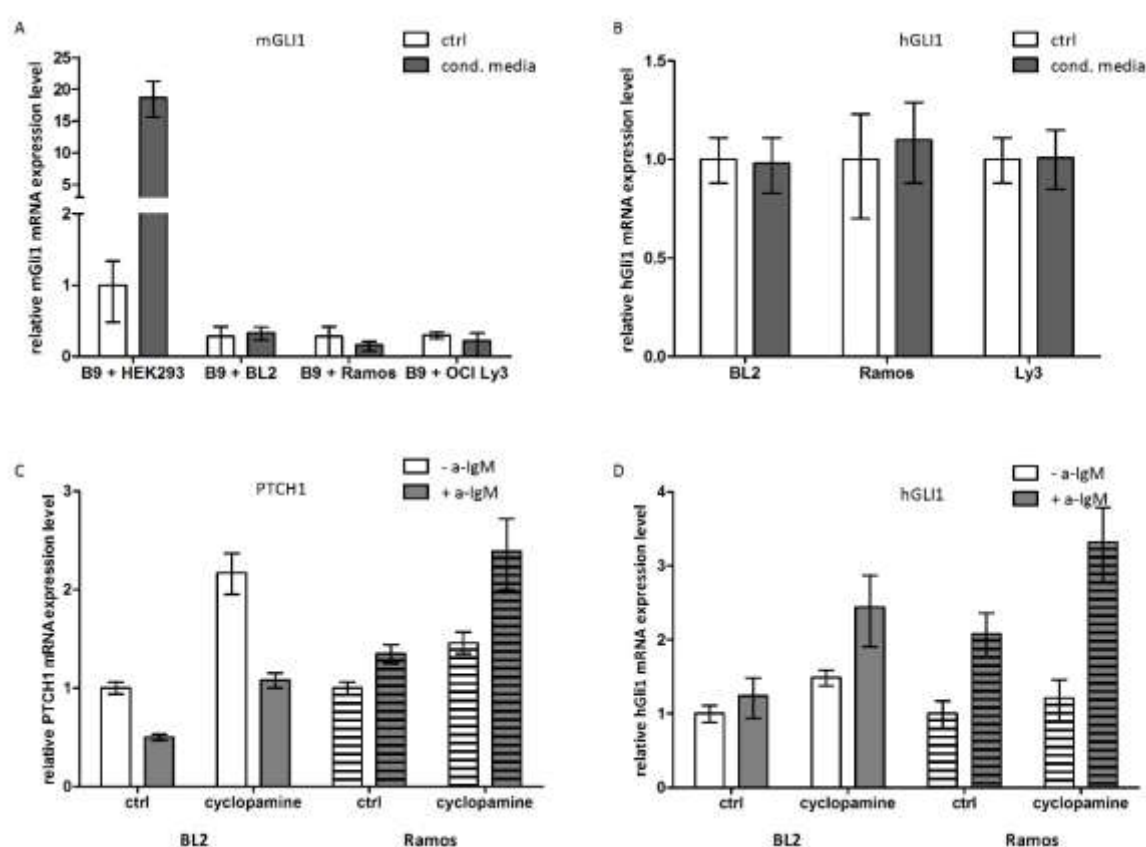 A
mGLI1
ctrl
cond. media
relative mGli1 mRNA expression level
25
20
15
10
5
2
1
0
B9 + HEK293 B9 + BL2 B9 + Ramos B9 + OCI Ly3
B
hGLI1
ctrl
cond. media
relative hGli1 mRNA expression level
1.5
1.0
0.5
0.0
BL2 Ramos Ly3
C
PTCH1
- a-IgM
+ a-IgM
relative PTCH1 mRNA expression level
3
2
1
0
ctrl cyclopamine ctrl cyclopamine
BL2 Ramos
D
hGLI1
- a-IgM
+ a-IgM
relative hGli1 mRNA expression level
4
3
2
1
0
ctrl cyclopamine ctrl cyclopamine
BL2 Ramos